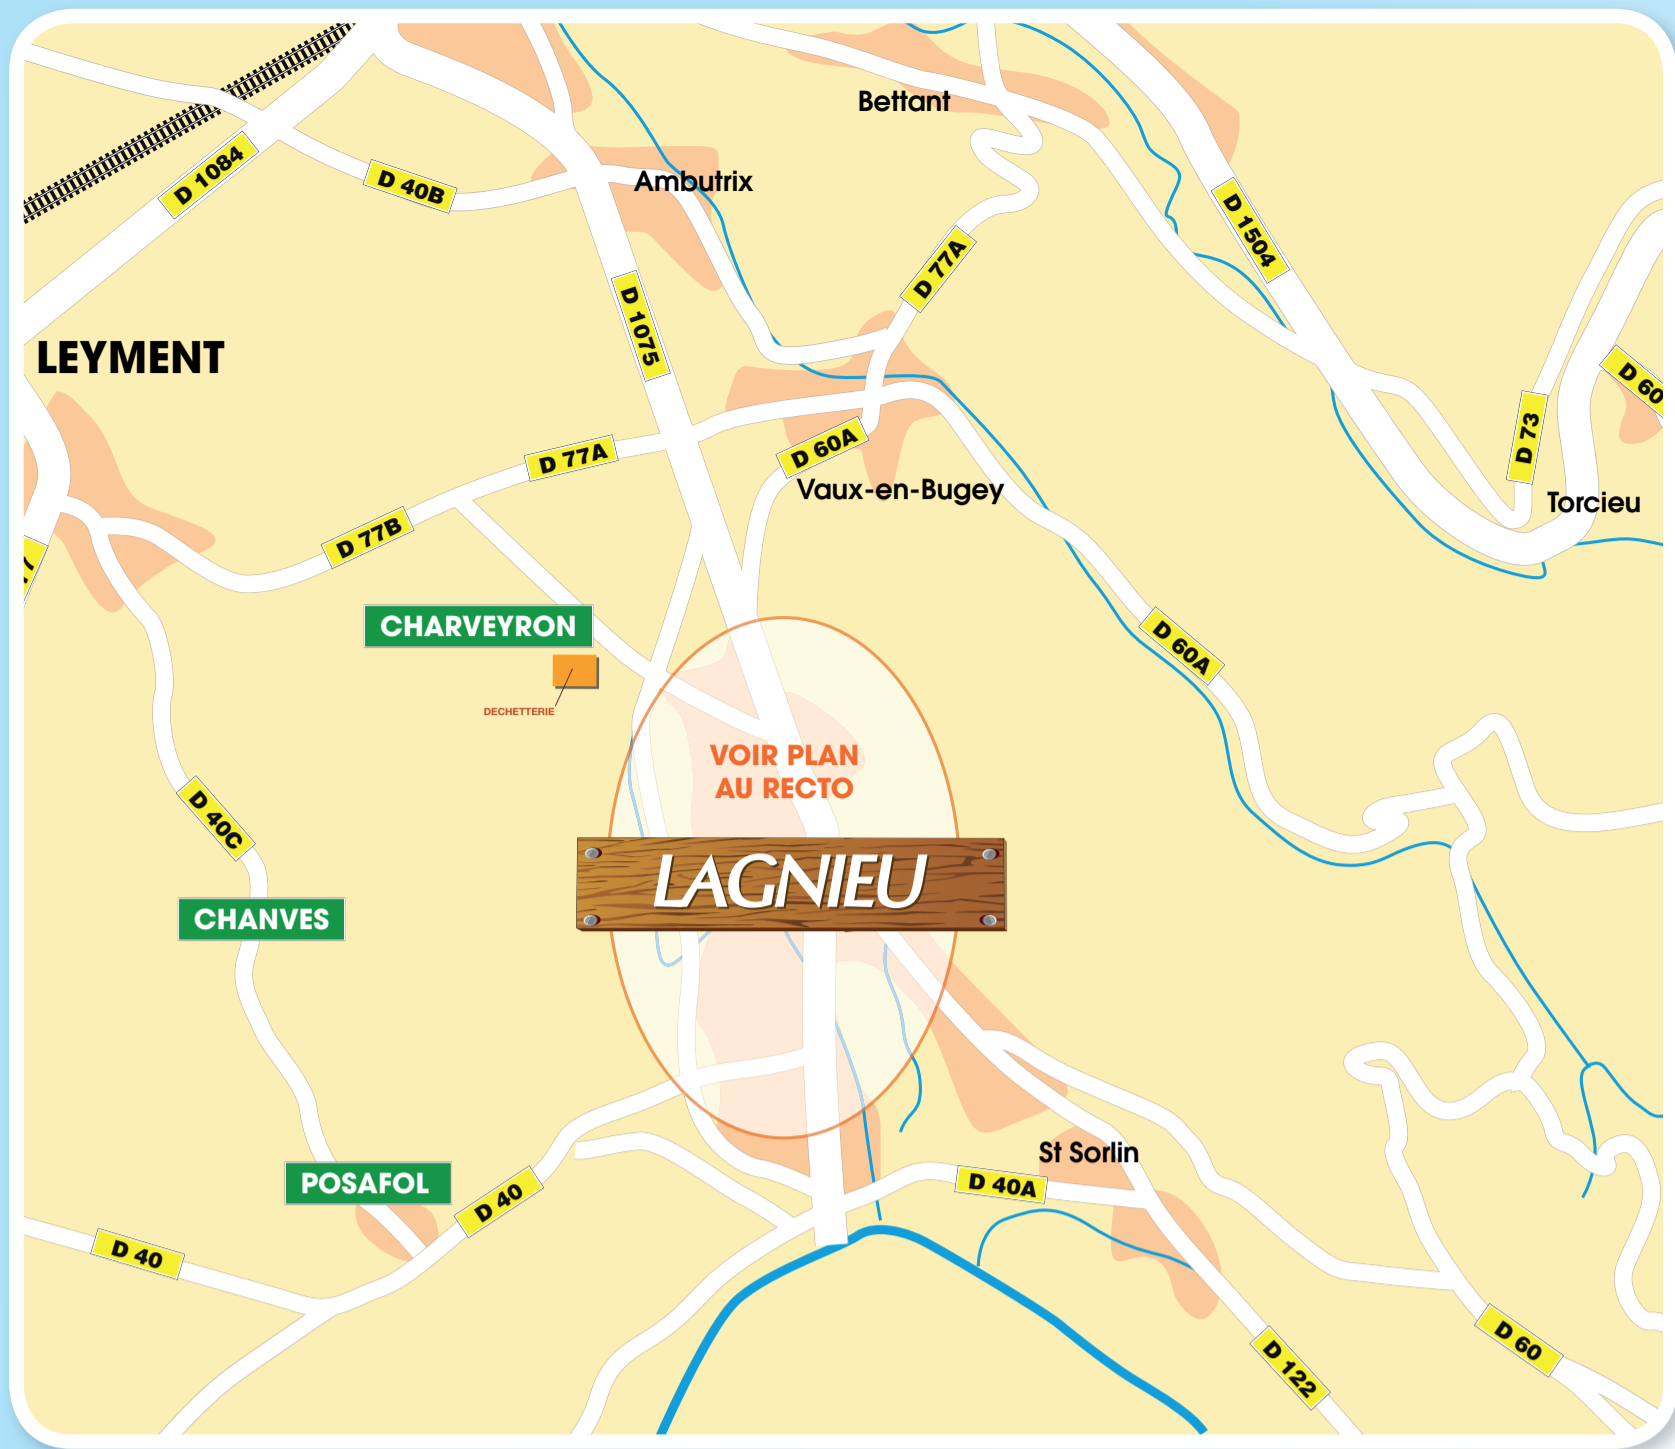 Bettant
D 1084
D 40B
Ambutrix
D 1504
D 77A
D 1075
LEYMENT
D 60
D 73
D 77A
D 60A
Vaux-en-Bugey
Torcieu
D 77B
CHARVEYRON
D 60A
DECHETTERIE
VOIR PLAN
AU RECTO
D 40C
LAGNIEU
CHANVES
St Sorlin
POSAFOL
D 40A
D 40
D 40
D 60
D 122